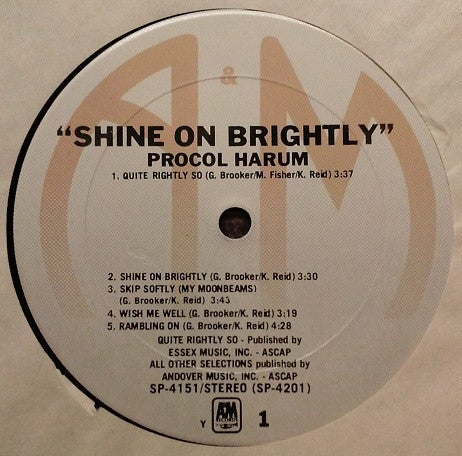 A & M
“SHINE ON BRIGHTLY”
PROCOL HARUM
1. QUITE RIGHTLY SO (G. Brooker/M. Fisher/K. Reid) 3:37
2. SHINE ON BRIGHTLY (G. Brooker/K. Reid) 3:30
3. SKIP SOFTLY (MY MOONBEAMS)
(G. Brooker/K. Reid) 3:43
4. WISH ME WELL (G. Brooker/K. Reid) 3:19
5. RAMBLING ON (G. Brooker/K. Reid) 4:28
QUITE RIGHTLY SO - Published by
ESSEX MUSIC, INC. - ASCAP
ALL OTHER SELECTIONS published by
ANDOVER MUSIC, INC. - ASCAP
SP-4151/STEREO (SP-4201)
Y A&M RECORDS 1